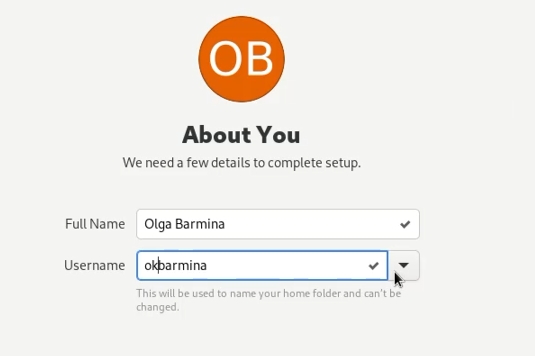 OB
About You
We need a few details to complete setup.
Full Name Olga Barmina
Username okbarmina
This will be used to name your home folder and can't be
changed.